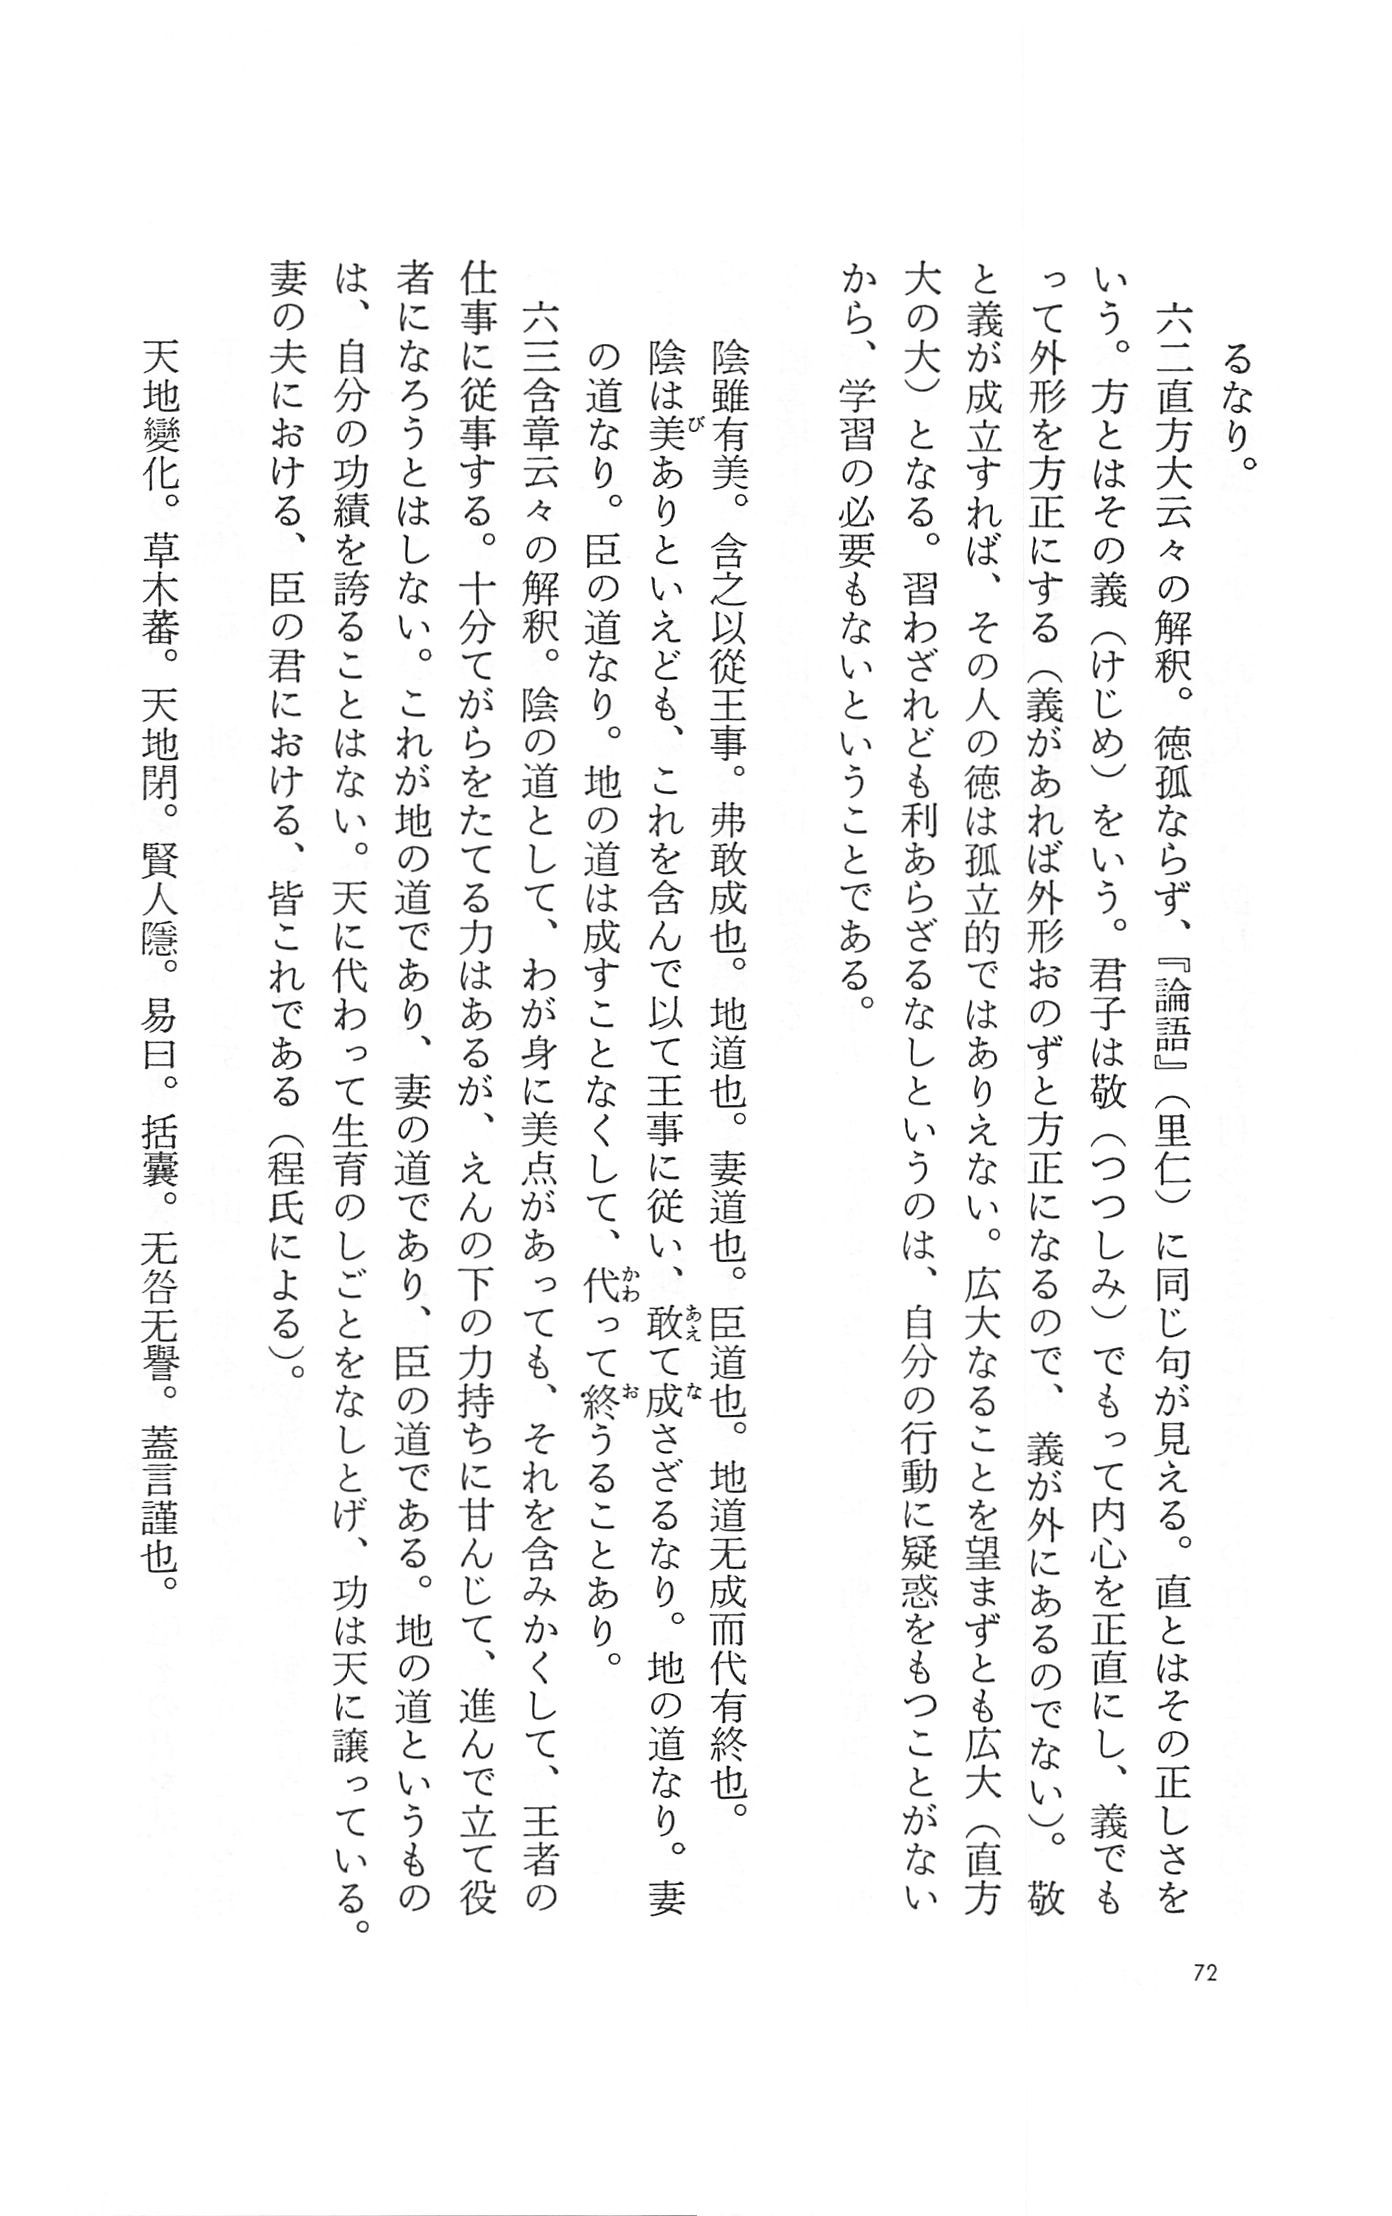 るなり。
六二直方大云々の解釈。徳孤ならず、『論語』（里仁）に同じ句が見える。直とはその正しさを
いう。方とはその義（けじめ）をいう。君子は敬（つつしみ）でもって内心を正直にし、義でも
って外形を方正にする（義があれば外形おのずと方正になるので、義が外にあるのでない）。敬
と義が成立すれば、その人の徳は孤立的ではありえない。広大なることを望まずとも広大（直方
大の大）となる。習わざれども利あらざるなしというのは、自分の行動に疑惑をもつことがない
から、学習の必要もないということである。
陰雖有美。含之以從王事。弗敢成也。地道也。妻道也。臣道也。地道无成而代有終也。
陰は美びありといえども、これを含んで以て王事に従い、敢あえて成なさざるなり。地の道なり。妻
の道なり。臣の道なり。地の道は成すことなくして、代かわって終おうることあり。
六三含章云々の解釈。陰の道として、わが身に美点があっても、それを含みかくして、王者の
仕事に従事する。十分てがらをたてる力はあるが、えんの下の力持ちに甘んじて、進んで立て役
者になろうとはしない。これが地の道であり、妻の道であり、臣の道である。地の道というもの
は、自分の功績を誇ることはない。天に代わって生育のしごとをなしとげ、功は天に譲っている。
妻の夫における、臣の君における、皆これである（程氏による）。
天地變化。草木蕃。天地閉。賢人隱。易曰。括囊。无咎无譽。蓋言謹也。
72